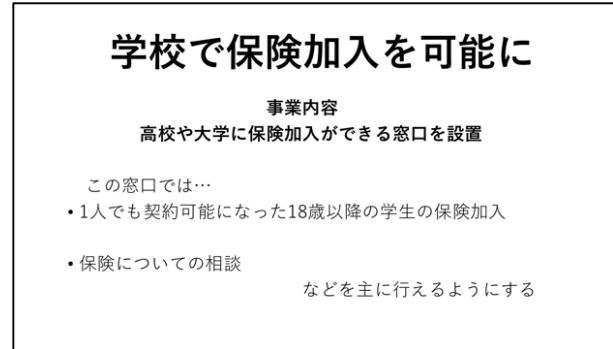 学校で保険加入を可能に
事業内容
高校や大学に保険加入ができる窓口を設置
この窓口では…
• 1人でも契約可能になった18歳以降の学生の保険加入
• 保険についての相談
などを主に行えるようにする